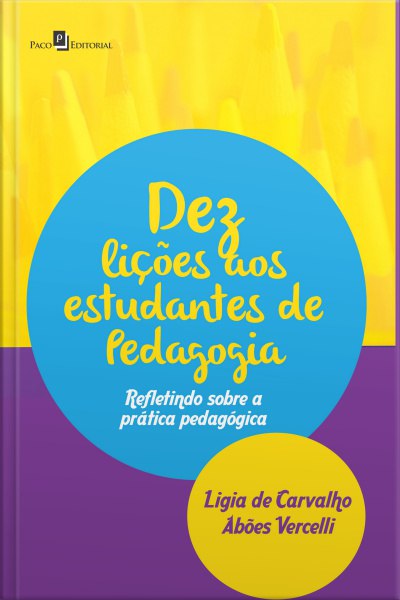 PACO EDITORIAL
Dez
lições aos
estudantes de
Pedagogia
Refletindo sobre a
prática pedagógica
Ligia de Carvalho
Abões Vercelli